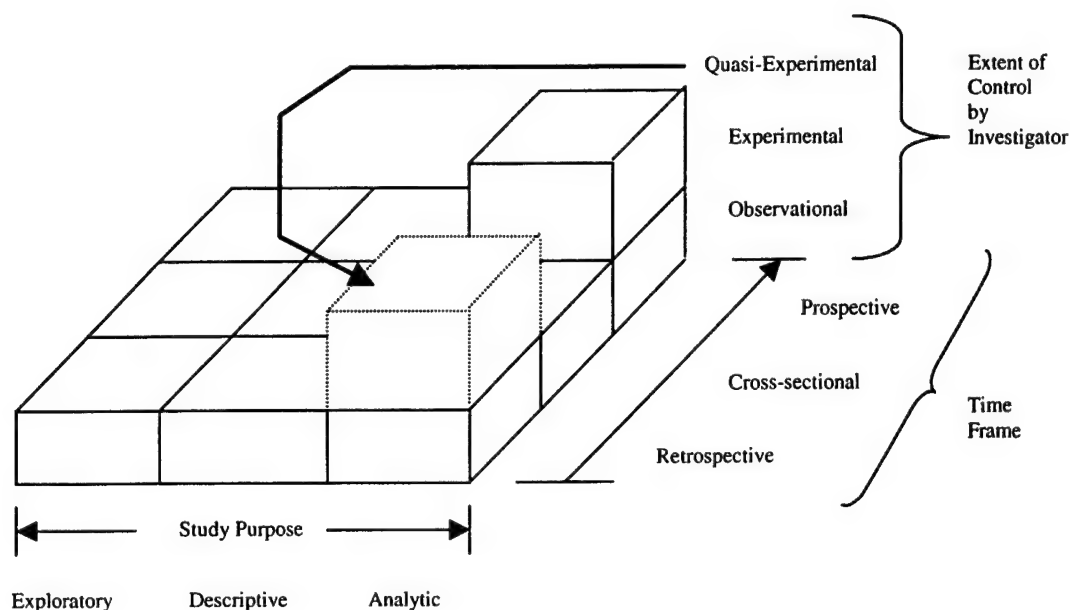 Quasi-Experimental
Experimental
Observational
Extent of
Control
by
Investigator
Prospective
Cross-sectional
Retrospective
Time
Frame
Study Purpose
Exploratory
Descriptive
Analytic